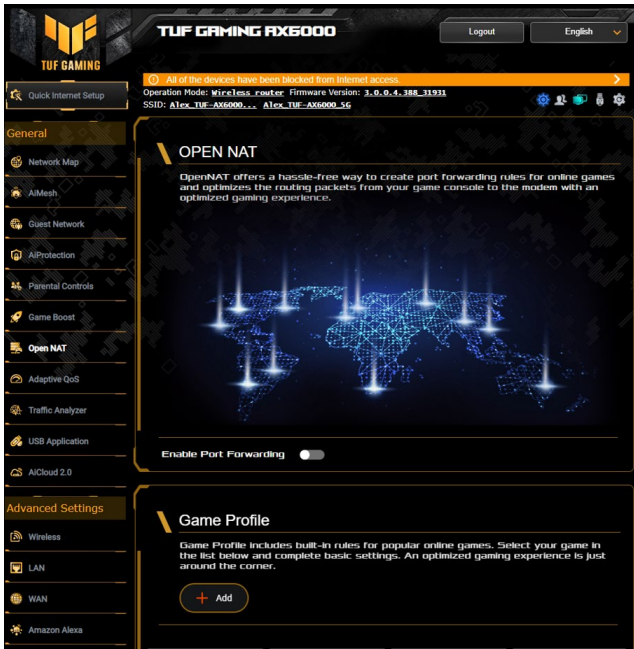 TUF GAMING AX6000
Logout
English
TUF GAMING
All of the devices have been blocked from Internet access.
Quick Internet Setup
Operation Mode: Wireless router Firmware Version: 3.0.0.4.388_31931
SSID: Alex_TUF-AX6000... Alex_TUF-AX6000_5G
General
Network Map
AiMesh
Guest Network
AiProtection
Parental Controls
Game Boost
Open NAT
Adaptive QoS
Traffic Analyzer
USB Application
AiCloud 2.0
Advanced Settings
Wireless
LAN
WAN
Amazon Alexa
OPEN NAT
OpenNAT offers a hassle-free way to create port forwarding rules for online games
and optimizes the routing packets from your game console to the modem with an
optimized gaming experience.
Enable Port Forwarding
Game Profile
Game Profile includes built-in rules for popular online games. Select your game in
the list below and complete basic settings. An optimized gaming experience is just
around the corner.
Add